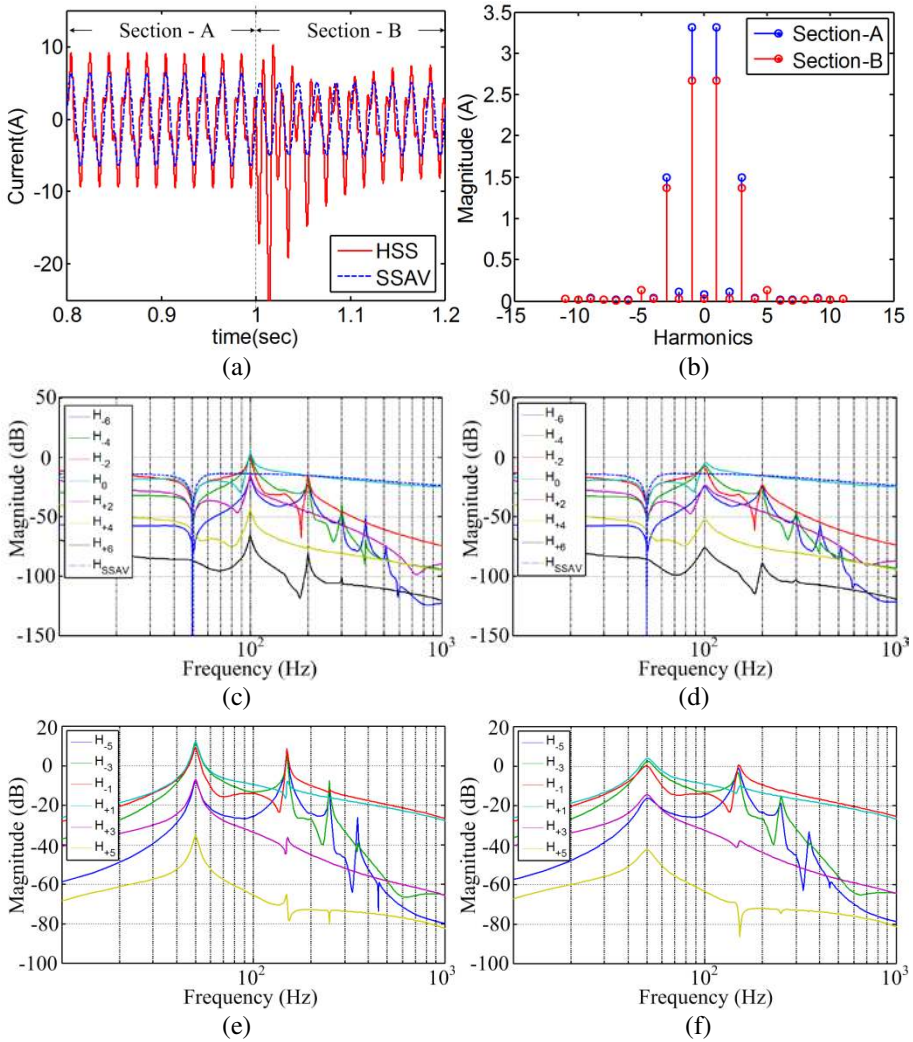 Section - A
Section - B
10
0
-10
-20
Current(A)
HSS
SSAV
0.8
0.9
1
1.1
1.2
time(sec)
(a)
3.5
3
2.5
2
1.5
1
0.5
0
Magnitude (A)
Section-A
Section-B
-15
-10
-5
0
5
10
15
Harmonics
(b)
50
0
-50
-100
-150
Magnitude (dB)
H-6
H-4
H-2
H0
H+2
H+4
H+6
HSSAV
10^2
10^3
Frequency (Hz)
(c)
50
0
-50
-100
-150
Magnitude (dB)
H-6
H-4
H-2
H0
H+2
H+4
H+6
HSSAV
10^2
10^3
Frequency (Hz)
(d)
20
0
-20
-40
-60
-80
-100
Magnitude (dB)
H-5
H-3
H-1
H+1
H+3
H+5
10^2
10^3
Frequency (Hz)
(e)
20
0
-20
-40
-60
-80
-100
Magnitude (dB)
H-5
H-3
H-1
H+1
H+3
H+5
10^2
10^3
Frequency (Hz)
(f)